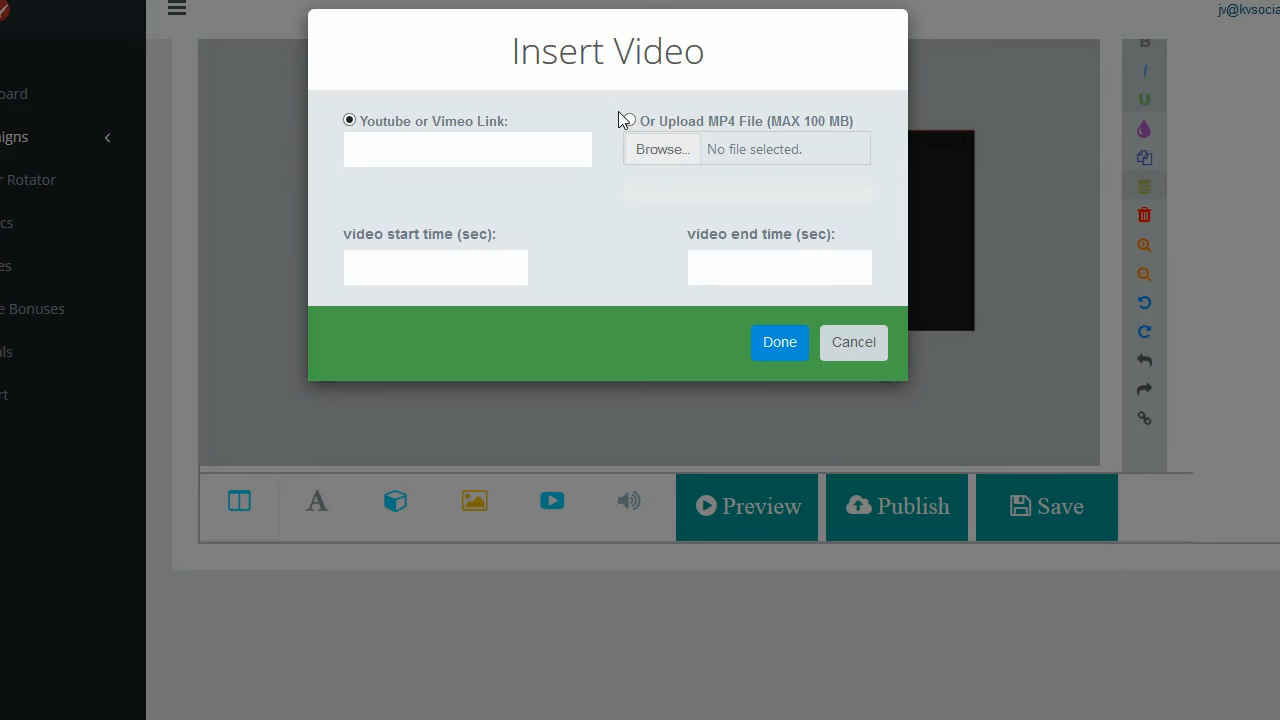 jv@kvsocia
Insert Video
Youtube or Vimeo Link:
Or Upload MP4 File (MAX 100 MB)
Browse... No file selected.
video start time (sec):
video end time (sec):
Done
Cancel
oard
igns
r Rotator
cs
es
e Bonuses
ls
rt
B
I
U
A
Preview
Publish
Save